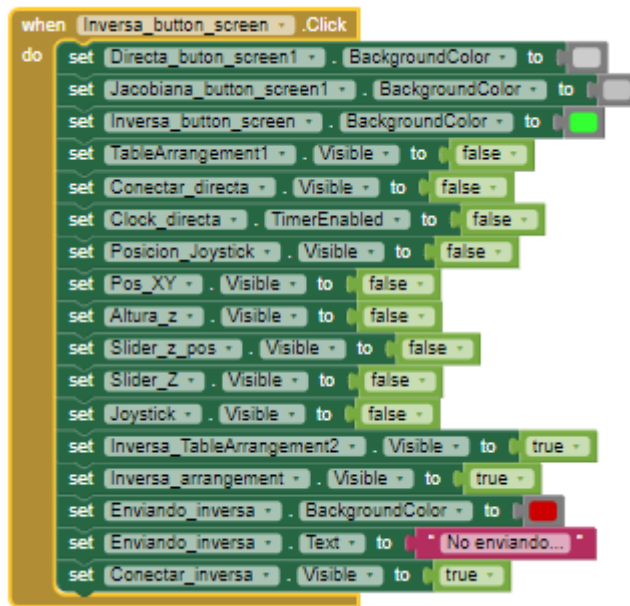 when Inversa_button_screen .Click
do set Directa_buton_screen1 . BackgroundColor to
set Jacobiana_button_screen1 . BackgroundColor to
set Inversa_button_screen . BackgroundColor to
set TableArrangement1 . Visible to false
set Conectar_directa . Visible to false
set Clock_directa . TimerEnabled to false
set Posicion_Joystick . Visible to false
set Pos_XY . Visible to false
set Altura_z . Visible to false
set Slider_z_pos . Visible to false
set Slider_Z . Visible to false
set Joystick . Visible to false
set Inversa_TableArrangement2 . Visible to true
set Inversa_arrangement . Visible to true
set Enviando_inversa . BackgroundColor to
set Enviando_inversa . Text to " No enviando... "
set Conectar_inversa . Visible to true